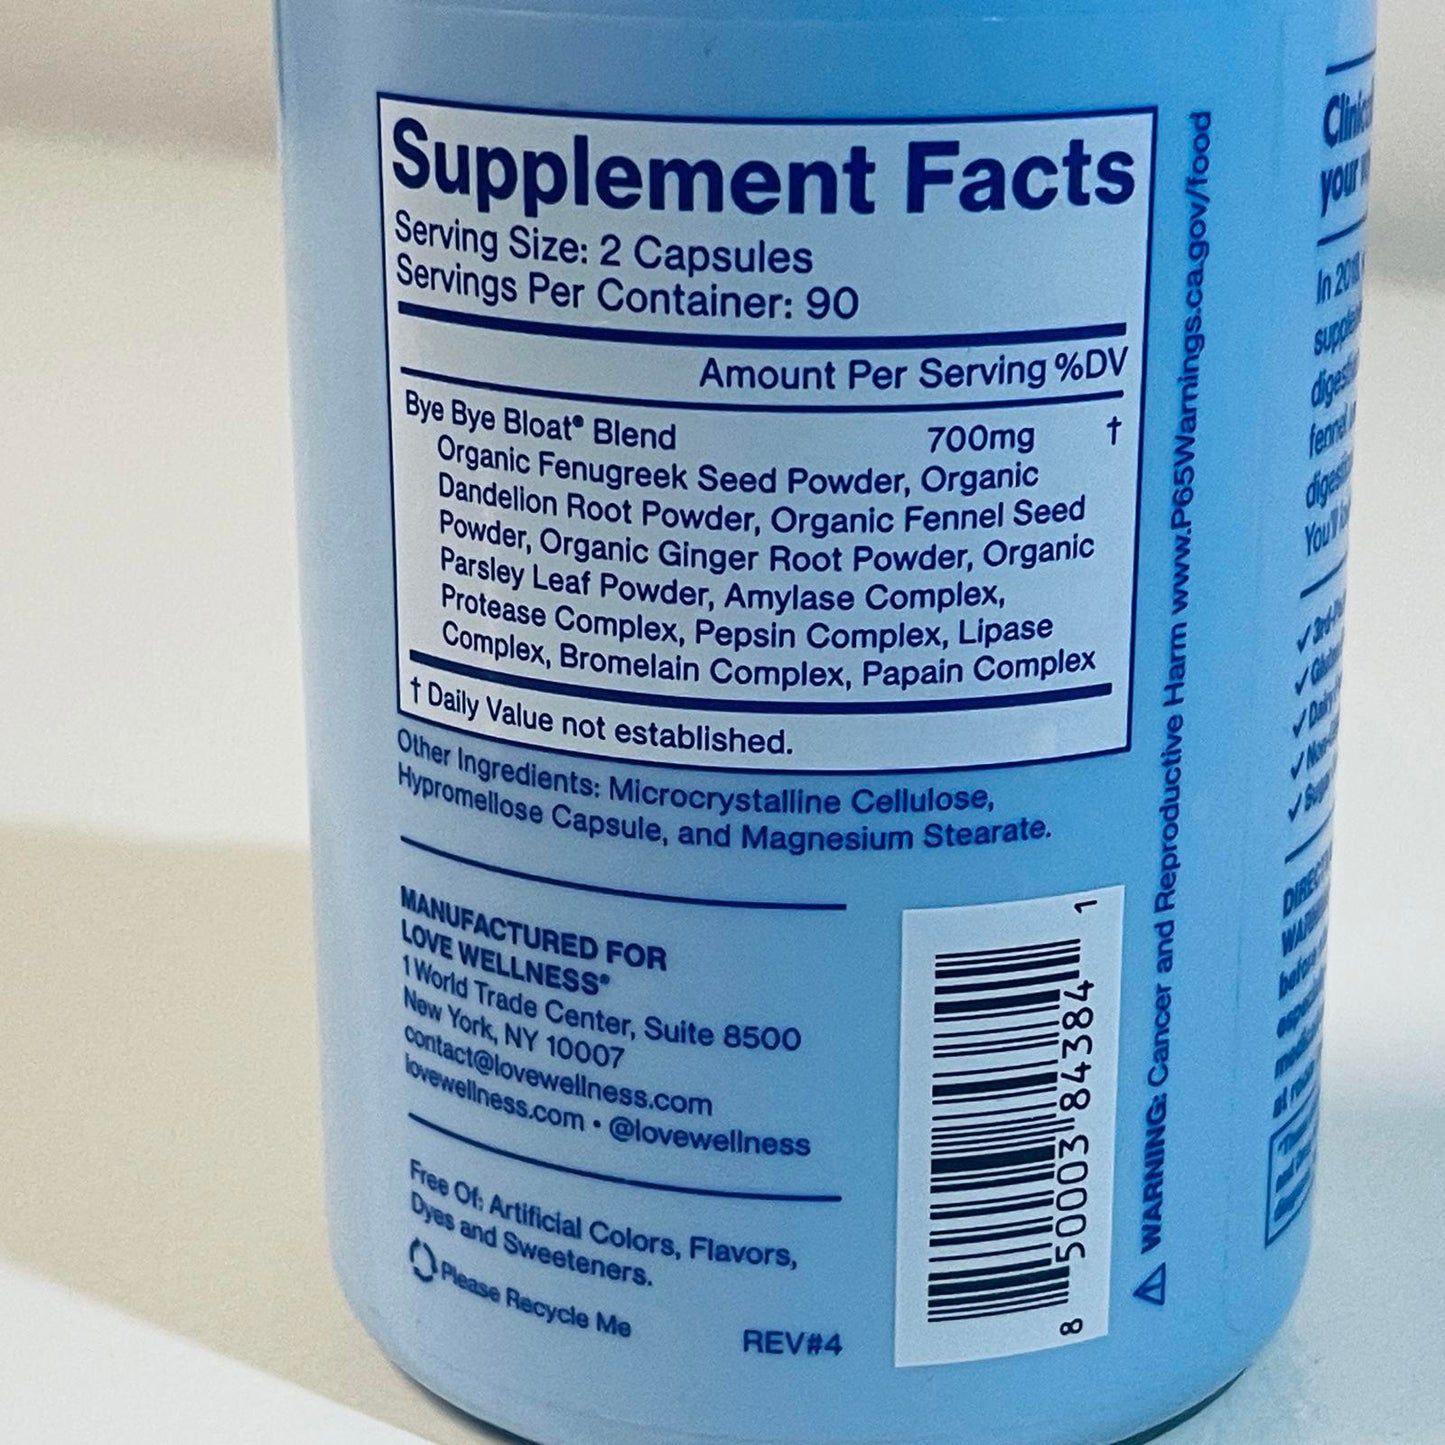 Supplement Facts
Serving Size: 2 Capsules
Servings Per Container: 90
Amount Per Serving %DV
Bye Bye Bloat® Blend 700mg †
Organic Fenugreek Seed Powder, Organic
Dandelion Root Powder, Organic Fennel Seed
Powder, Organic Ginger Root Powder, Organic
Parsley Leaf Powder, Amylase Complex,
Protease Complex, Pepsin Complex, Lipase
Complex, Bromelain Complex, Papain Complex
† Daily Value not established.
Other Ingredients: Microcrystalline Cellulose,
Hypromellose Capsule, and Magnesium Stearate.
MANUFACTURED FOR
LOVE WELLNESS®
1 World Trade Center, Suite 8500
New York, NY 10007
contact@lovewellness.com
lovewellness.com • @lovewellness
Free Of: Artificial Colors, Flavors,
Dyes and Sweeteners.
Please Recycle Me
REV#4
8 50003 84384 1
⚠ WARNING: Cancer and Reproductive Harm www.P65Warnings.ca.gov/food
your
In
You'll